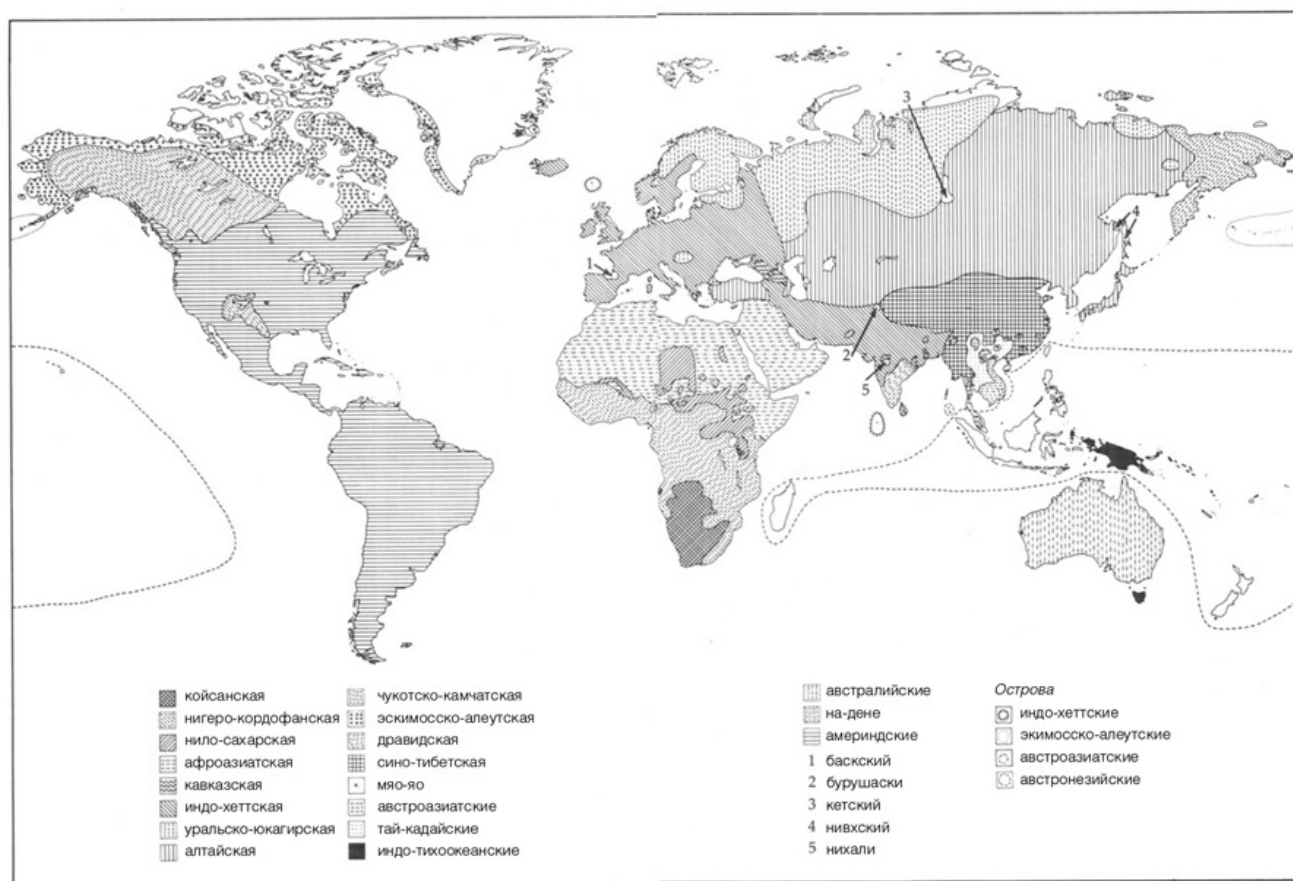 3
4
1
2
5
койсанская
нигеро-кордофанская
нило-сахарская
афроазиатская
кавказская
индо-хеттская
уральско-юкагирская
алтайская
чукотско-камчатская
эскимосско-алеутская
дравидская
сино-тибетская
мяо-яо
австроазиатские
тай-кадайские
индо-тихоокеанские
австралийские
на-дене
америндские
1 баскский
2 бурушаски
3 кетский
4 нивхский
5 нихали
Острова
индо-хеттские
экимосско-алеутские
австроазиатские
австронезийские